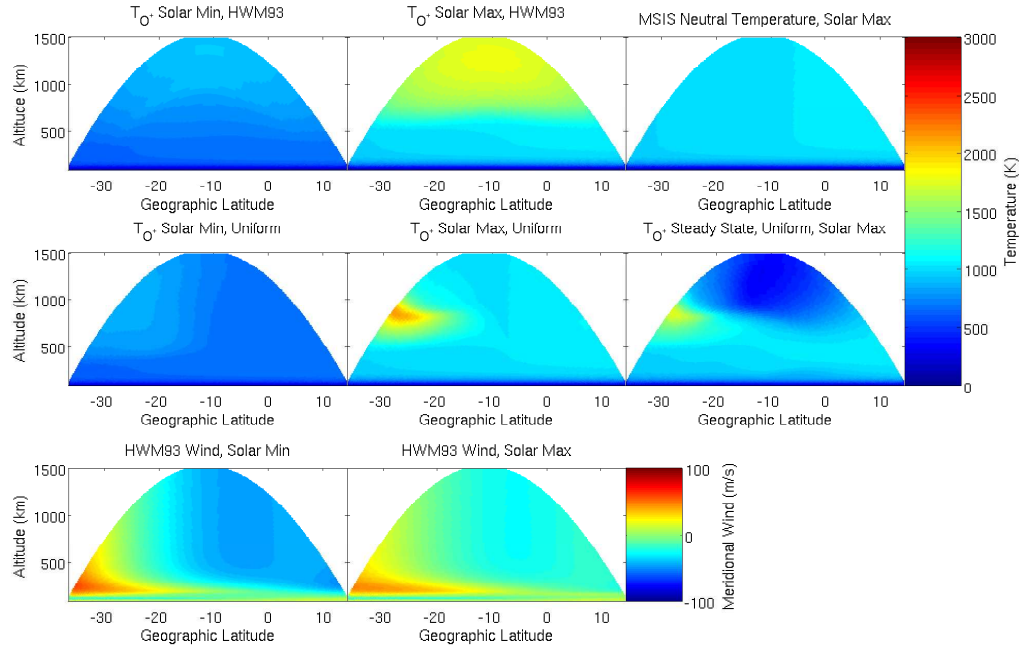 T_O+ Solar Min, HWM93
T_O+ Solar Max, HWM93
MSIS Neutral Temperature, Solar Max
1500
1000
500
Altituce (km)
-30 -20 -10 0 10
-30 -20 -10 0 10
-30 -20 -10 0 10
Geographic Latitude
Geographic Latitude
Geographic Latitude
3000
2500
2000
1500
1000
500
0
Temperature (K)
T_O+ Solar Min, Uniform
T_O+ Solar Max, Uniform
T_O+ Steady State, Uniform, Solar Max
1500
1000
500
Altitude (km)
-30 -20 -10 0 10
-30 -20 -10 0 10
-30 -20 -10 0 10
Geographic Latitude
Geographic Latitude
Geographic Latitude
HWM93 Wind, Solar Min
HWM93 Wind, Solar Max
1500
1000
500
Altitude (km)
-30 -20 -10 0 10
-30 -20 -10 0 10
Geographic Latitude
Geographic Latitude
100
0
-100
Meridional Wind (m/s)